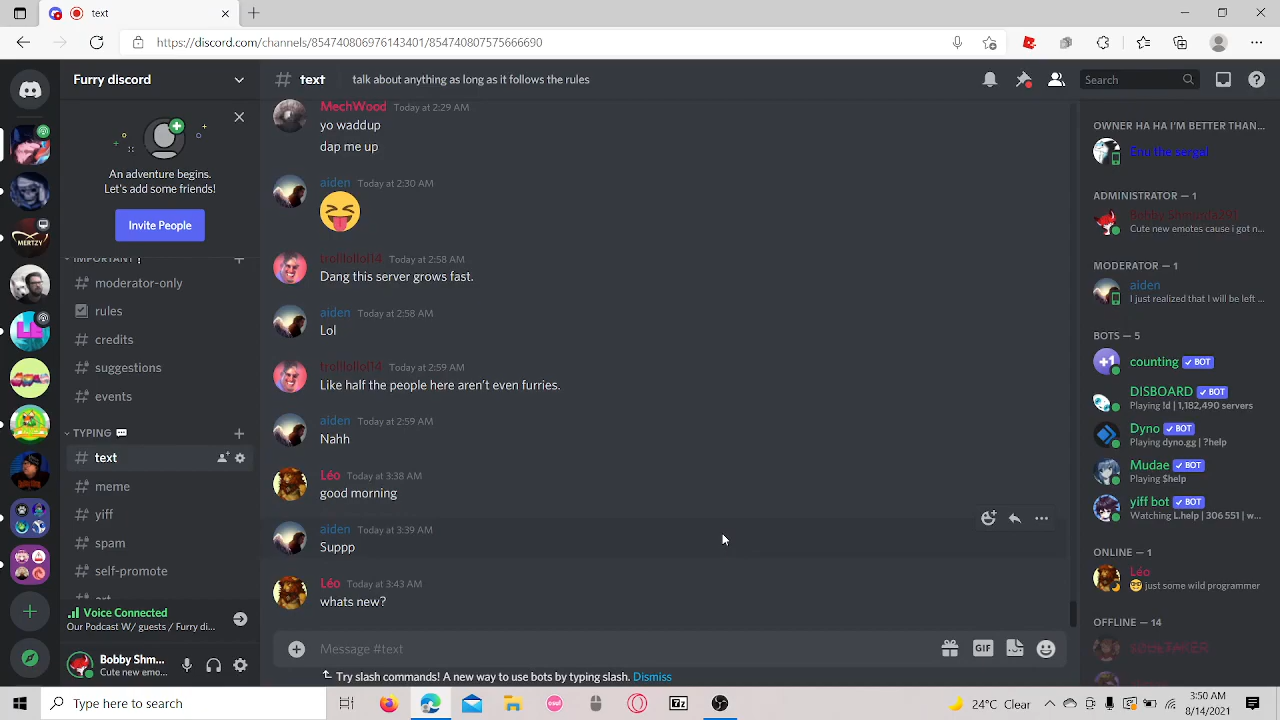 text
https://discord.com/channels/854740806976143401/854740807575666690
Furry discord
# text
talk about anything as long as it follows the rules
Search
An adventure begins.
Let's add some friends!
Invite People
moderator-only
rules
credits
suggestions
events
TYPING
text
meme
yiff
spam
self-promote
Voice Connected
Our Podcast W/ guests / Furry di...
Bobby Shm...
Cute new emo...
MERTZY
MechWood Today at 2:29 AM
yo waddup
dap me up
aiden Today at 2:30 AM
trolllollol14 Today at 2:58 AM
Dang this server grows fast.
aiden Today at 2:58 AM
Lol
trolllollol14 Today at 2:59 AM
Like half the people here aren't even furries.
aiden Today at 2:59 AM
Nahh
Léo Today at 3:38 AM
good morning
aiden Today at 3:39 AM
Suppp
Léo Today at 3:43 AM
whats new?
Message #text
GIF
Try slash commands! A new way to use bots by typing slash. Dismiss
OWNER HA HA I'M BETTER THAN...
the sergal
ADMINISTRATOR — 1
Bobby
Cute new emotes cause i got n...
MODERATOR — 1
aiden
I just realized that I will be left ...
BOTS — 5
+1
counting ✓ BOT
DISBOARD ✓ BOT
Playing !d | 1,182,490 servers
Dyno ✓ BOT
Playing dyno.gg | ?help
Mudae ✓ BOT
Playing $help
yiff bot ✓ BOT
Watching L.help | 306 551 | w...
ONLINE — 1
Léo
just some wild programmer
OFFLINE — 14
Type here to search
osu!
7z
24°C Clear
3:50 AM
8/14/2021